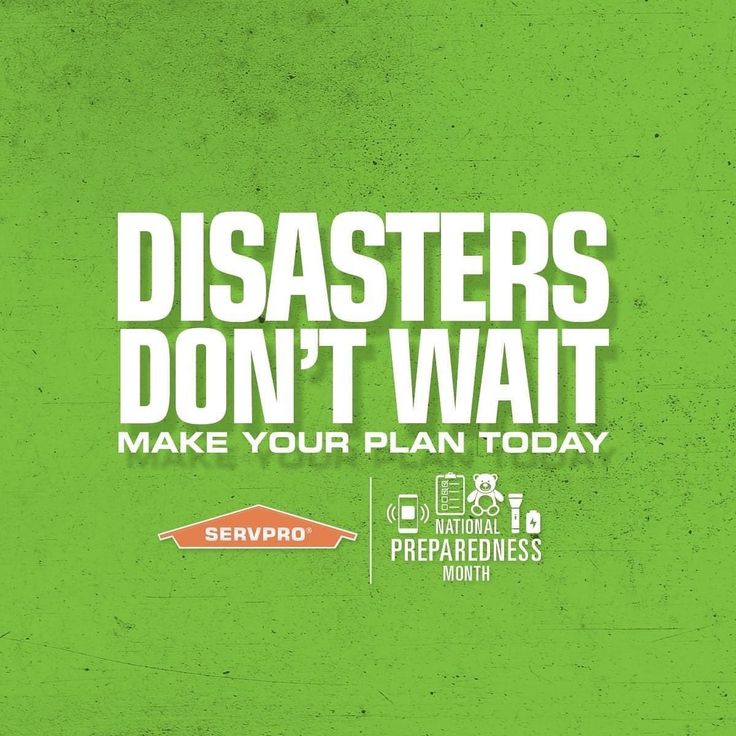 DISASTERS
DON'T WAIT
MAKE YOUR PLAN TODAY
SERVPRO®
NATIONAL
PREPAREDNESS
MONTH